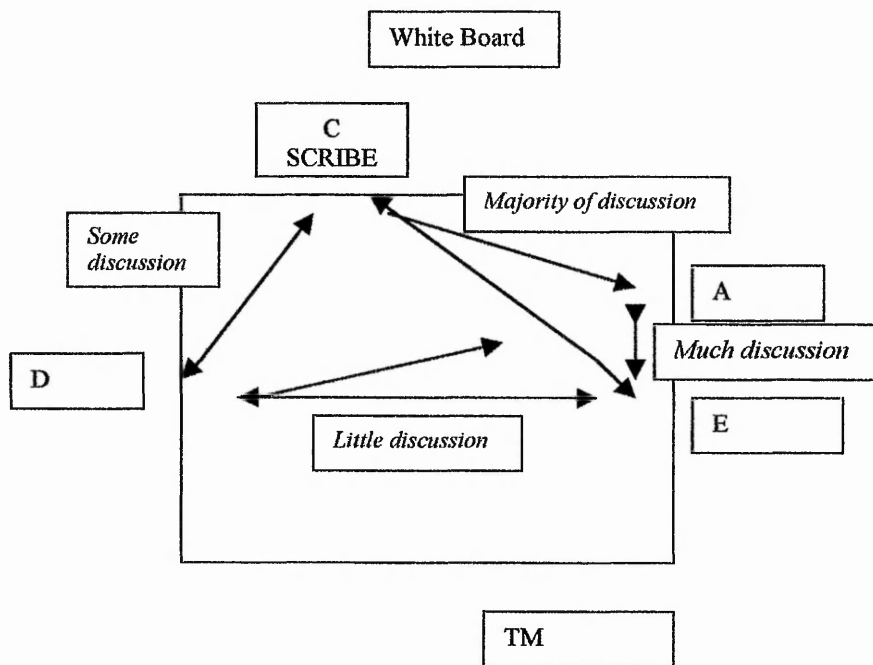 White Board
C
SCRIBE
Majority of discussion
Some
discussion
A
Much discussion
D
E
Little discussion
TM